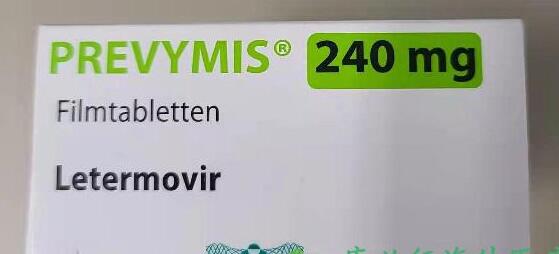 PREVYMIS® 240 mg
Filmtabletten
Letermovir